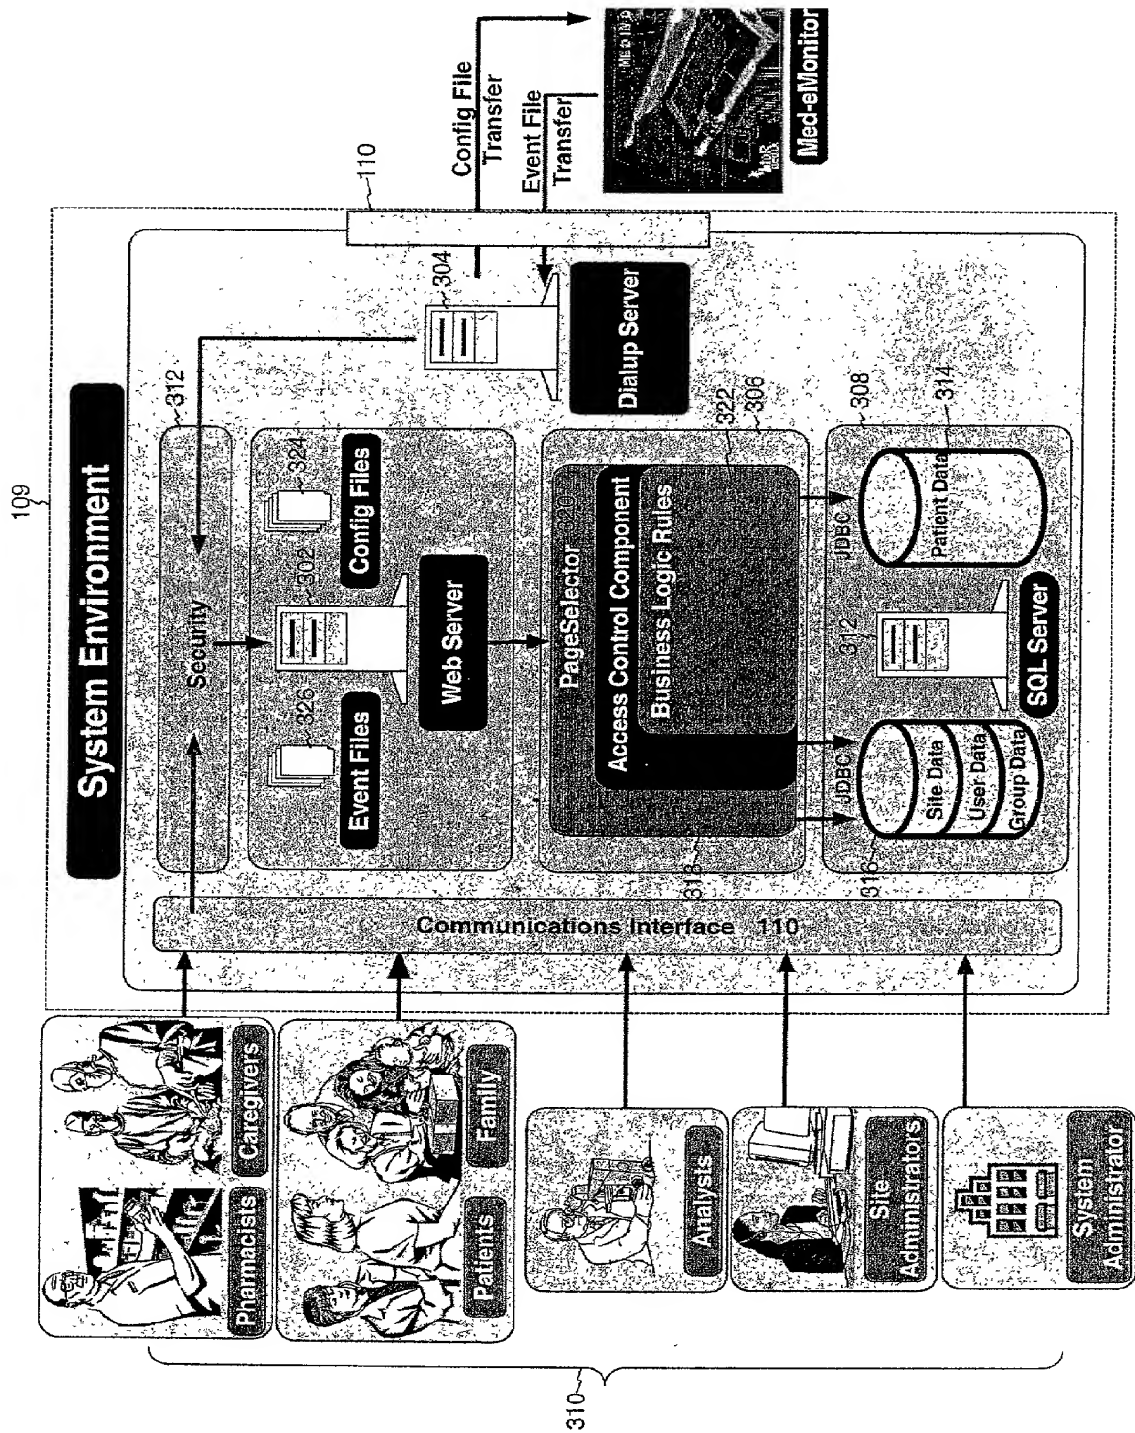 109
System Environment
312
Security
110
Config File
Transfer
Event File
Transfer
Med-eMonitor
304
Dialup Server
326
302
324
Event Files
Config Files
Web Server
PageSelector
Access Control Component
Business Logic Rules
318
322
306
JDBC
JDBC
308
316
312
314
Site Data
User Data
Group Data
SQL Server
Patient Data
Communications Interface 110
Pharmacists
Caregivers
Patients
Family
Analysts
Site
Administrators
System
Administrator
310